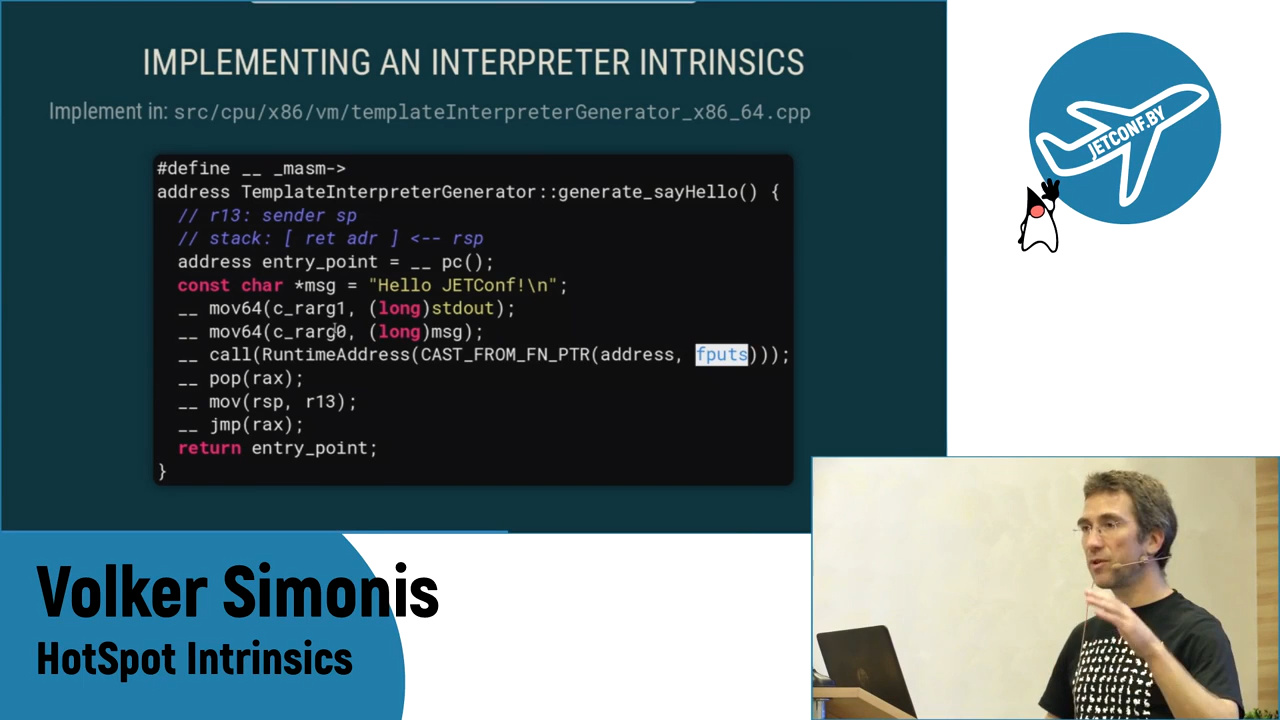 IMPLEMENTING AN INTERPRETER INTRINSICS
Implement in: src/cpu/x86/vm/templateInterpreterGenerator_x86_64.cpp
#define __ _masm->
address TemplateInterpreterGenerator::generate_sayHello() {
// r13: sender sp
// stack: [ ret adr ] <-- rsp
address entry_point = __ pc();
const char *msg = "Hello JETConf!\n";
__ mov64(c_rarg1, (long)stdout);
__ mov64(c_rarg0, (long)msg);
__ call(RuntimeAddress(CAST_FROM_FN_PTR(address, fputs)));
__ pop(rax);
__ mov(rsp, r13);
__ jmp(rax);
return entry_point;
}
JETCONF.BY
Volker Simonis
HotSpot Intrinsics